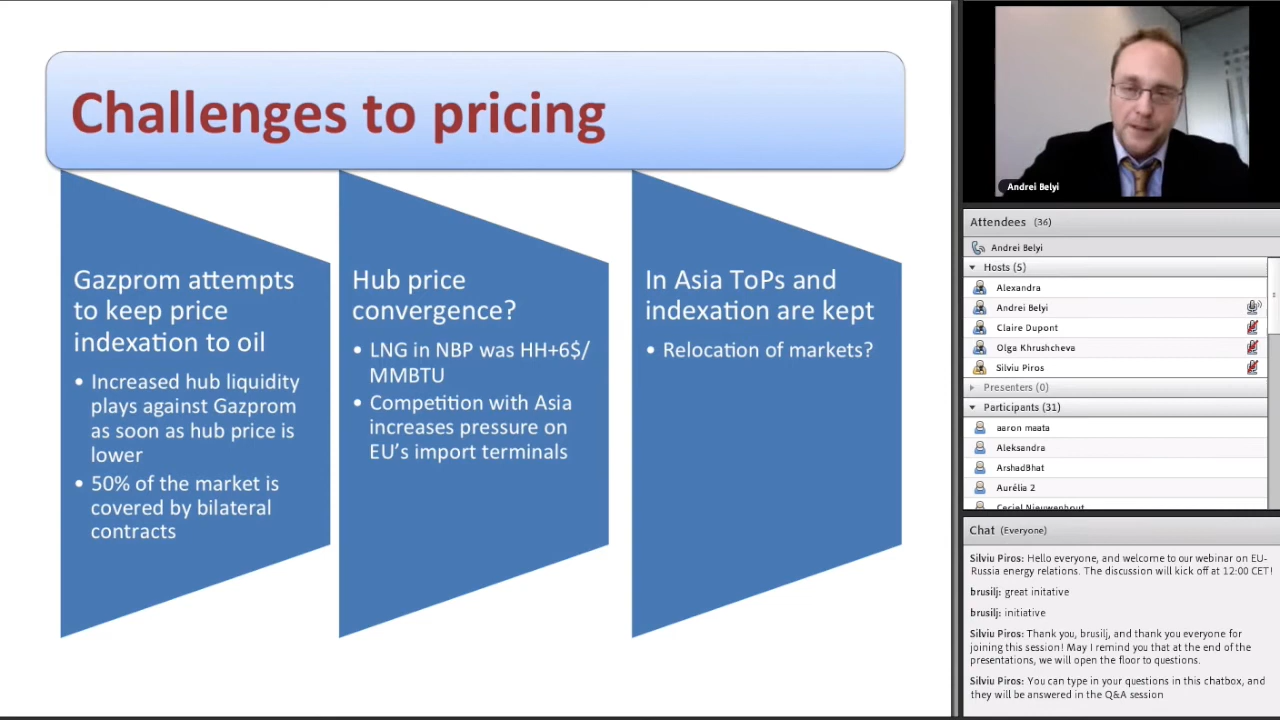 Challenges to pricing
Gazprom attempts
to keep price
indexation to oil
• Increased hub liquidity
plays against Gazprom
as soon as hub price is
lower
• 50% of the market is
covered by bilateral
contracts
Hub price
convergence?
• LNG in NBP was HH+6$/
MMBTU
• Competition with Asia
increases pressure on
EU’s import terminals
In Asia ToPs and
indexation are kept
• Relocation of markets?
Andrei Belyi
Attendees (36)
Andrei Belyi
Hosts (5)
Alexandra
Andrei Belyi
Claire Dupont
Olga Khrushcheva
Silviu Piros
Presenters (0)
Participants (31)
aaron maata
Aleksandra
ArshadBhat
Aurélia 2
Ceciel Nieuwenhout
Chat (Everyone)
Silviu Piros: Hello everyone, and welcome to our webinar on EU-
Russia energy relations. The discussion will kick off at 12:00 CET!
brusilj: great initative
brusilj: initiative
Silviu Piros: Thank you, brusilj, and thank you everyone for
joining this session! May I remind you that at the end of the
presentations, we will open the floor to questions.
Silviu Piros: You can type in your questions in this chatbox, and
they will be answered in the Q&A session